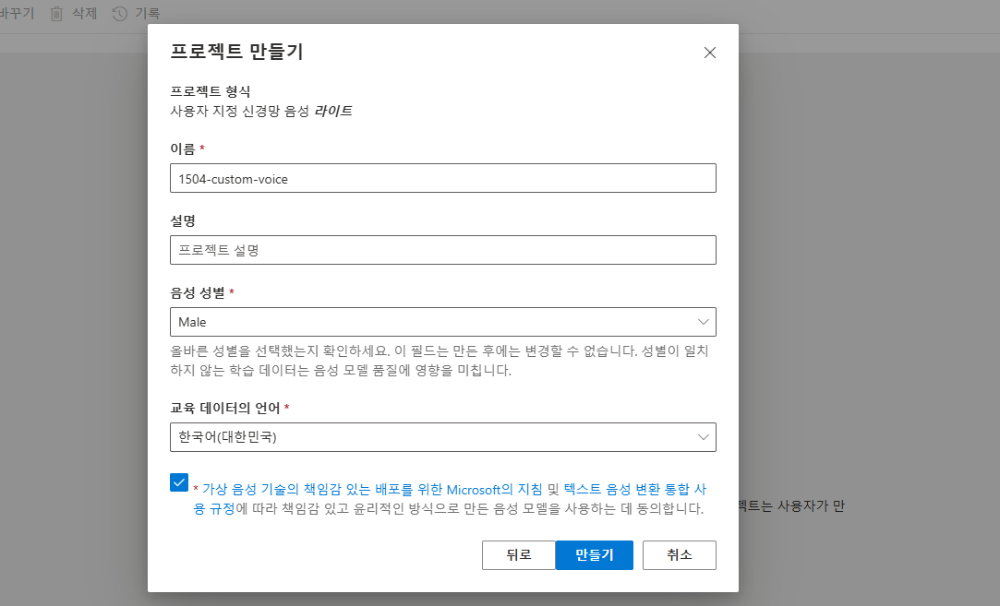 바꾸기 삭제 기록
프로젝트 만들기
프로젝트 형식
사용자 지정 신경망 음성 라이트
이름 *
1504-custom-voice
설명
프로젝트 설명
음성 성별 *
Male
올바른 성별을 선택했는지 확인하세요. 이 필드는 만든 후에는 변경할 수 없습니다. 성별이 일치
하지 않는 학습 데이터는 음성 모델 품질에 영향을 미칩니다.
교육 데이터의 언어 *
한국어(대한민국)
* 가상 음성 기술의 책임감 있는 배포를 위한 Microsoft의 지침 및 텍스트 음성 변환 통합 사
용 규정에 따라 책임감 있고 윤리적인 방식으로 만든 음성 모델을 사용하는 데 동의합니다.
젝트는 사용자가 만
뒤로 만들기 취소